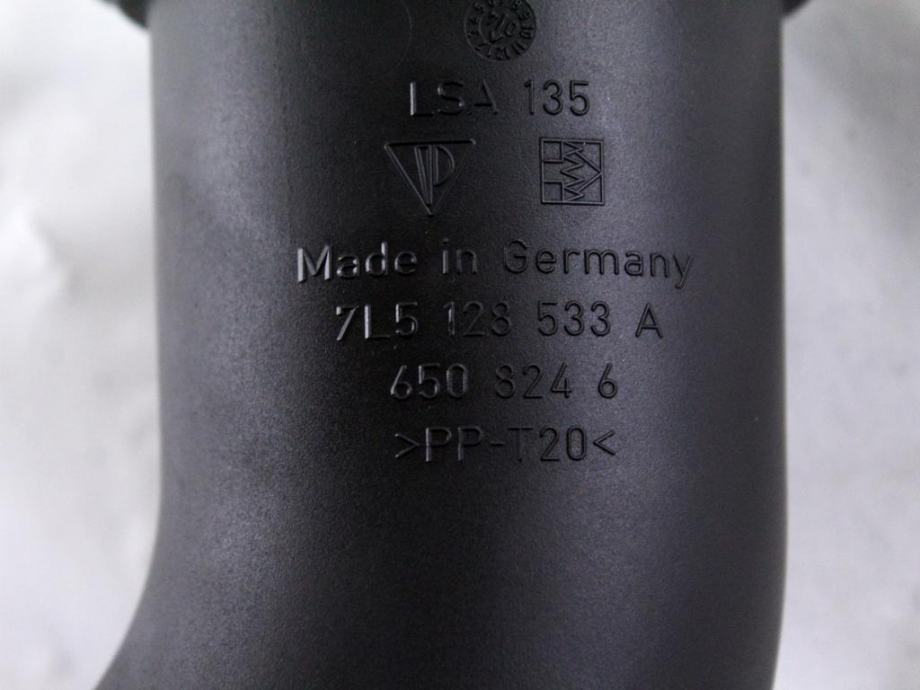 LSA 135
Made in Germany
7L5 128 533 A
650 824 6
>PP-T20<